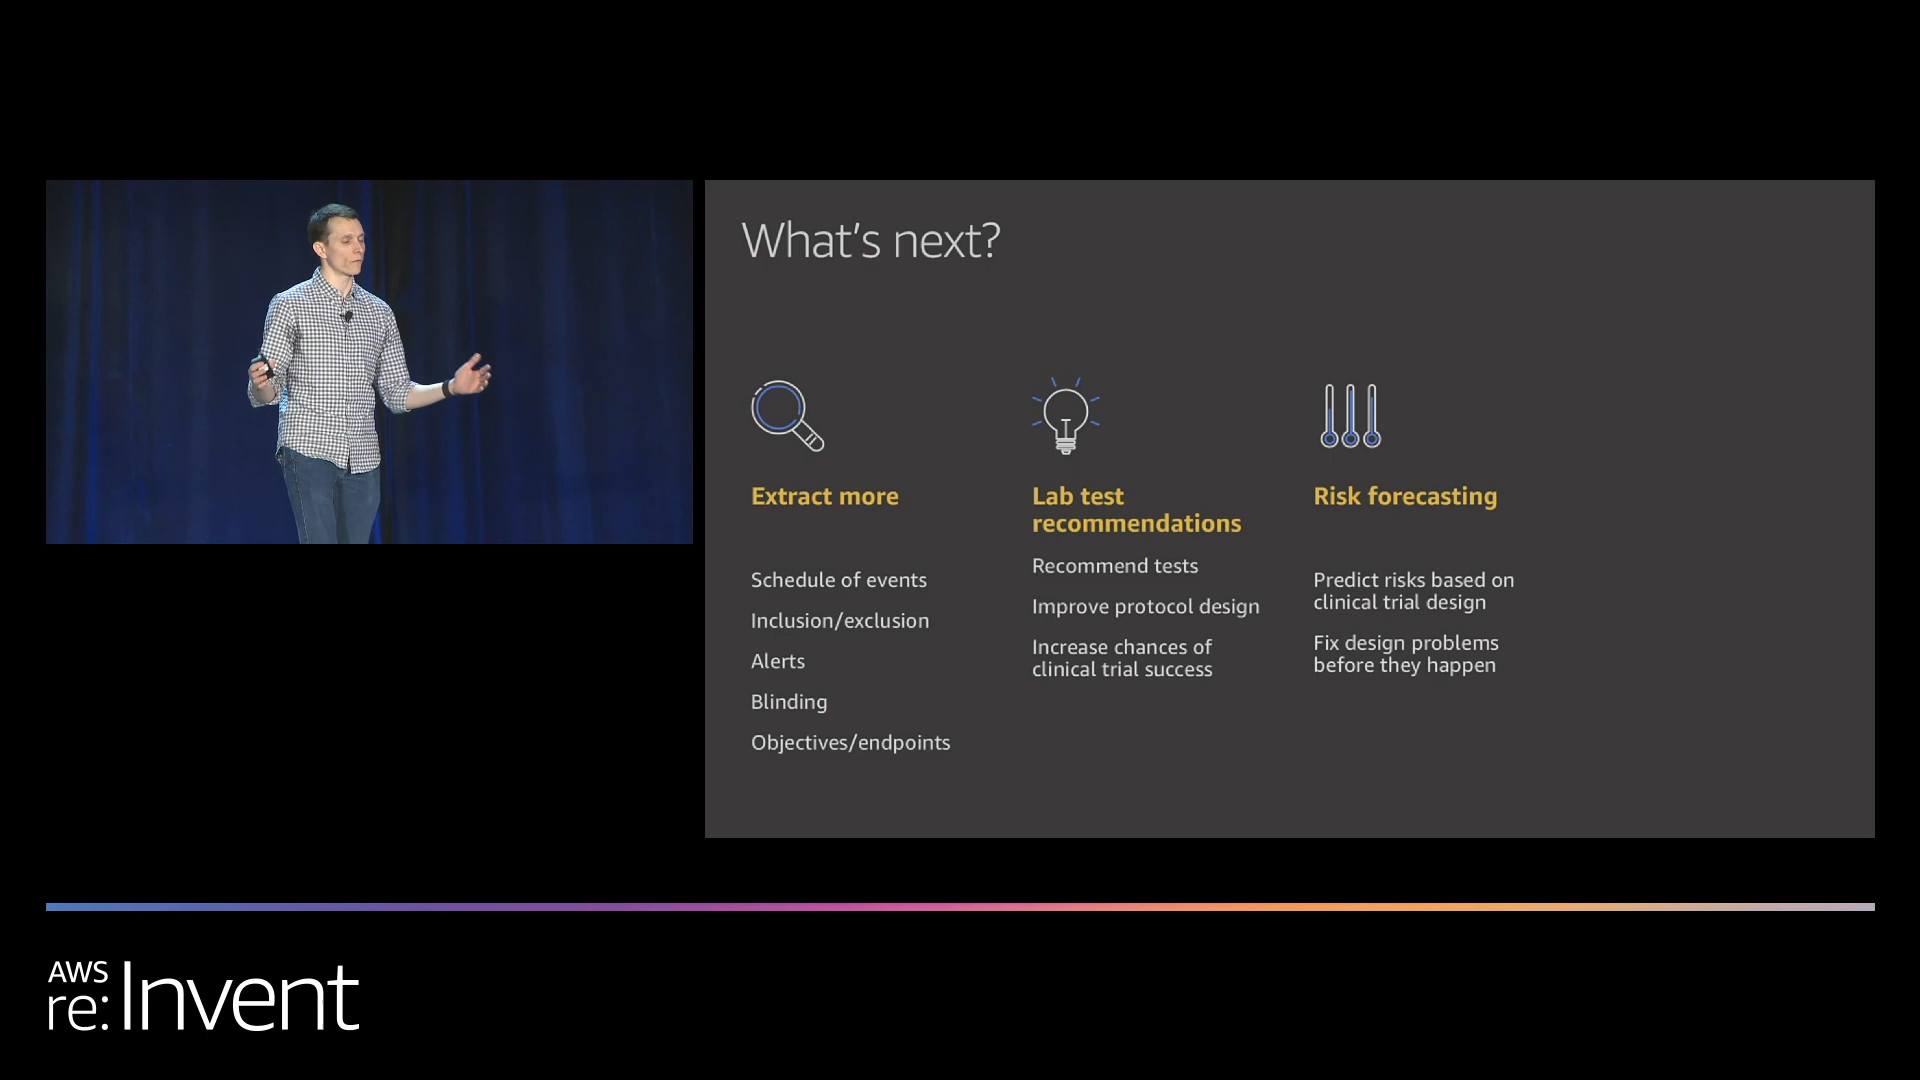 What's next?
Extract more
Schedule of events
Inclusion/exclusion
Alerts
Blinding
Objectives/endpoints
Lab test
recommendations
Recommend tests
Improve protocol design
Increase chances of
clinical trial success
Risk forecasting
Predict risks based on
clinical trial design
Fix design problems
before they happen
AWS
re:Invent